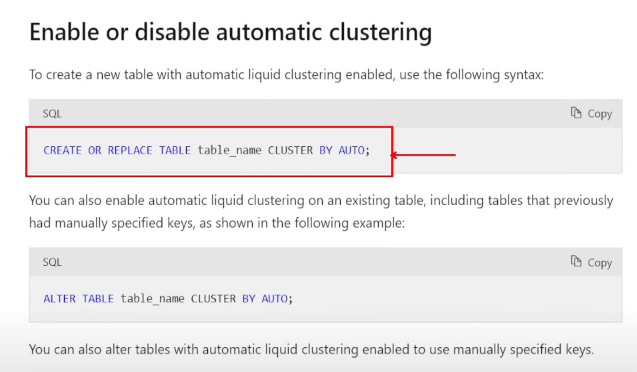 Enable or disable automatic clustering
To create a new table with automatic liquid clustering enabled, use the following syntax:
SQL
Copy
CREATE OR REPLACE TABLE table_name CLUSTER BY AUTO;
You can also enable automatic liquid clustering on an existing table, including tables that previously
had manually specified keys, as shown in the following example:
SQL
Copy
ALTER TABLE table_name CLUSTER BY AUTO;
You can also alter tables with automatic liquid clustering enabled to use manually specified keys.